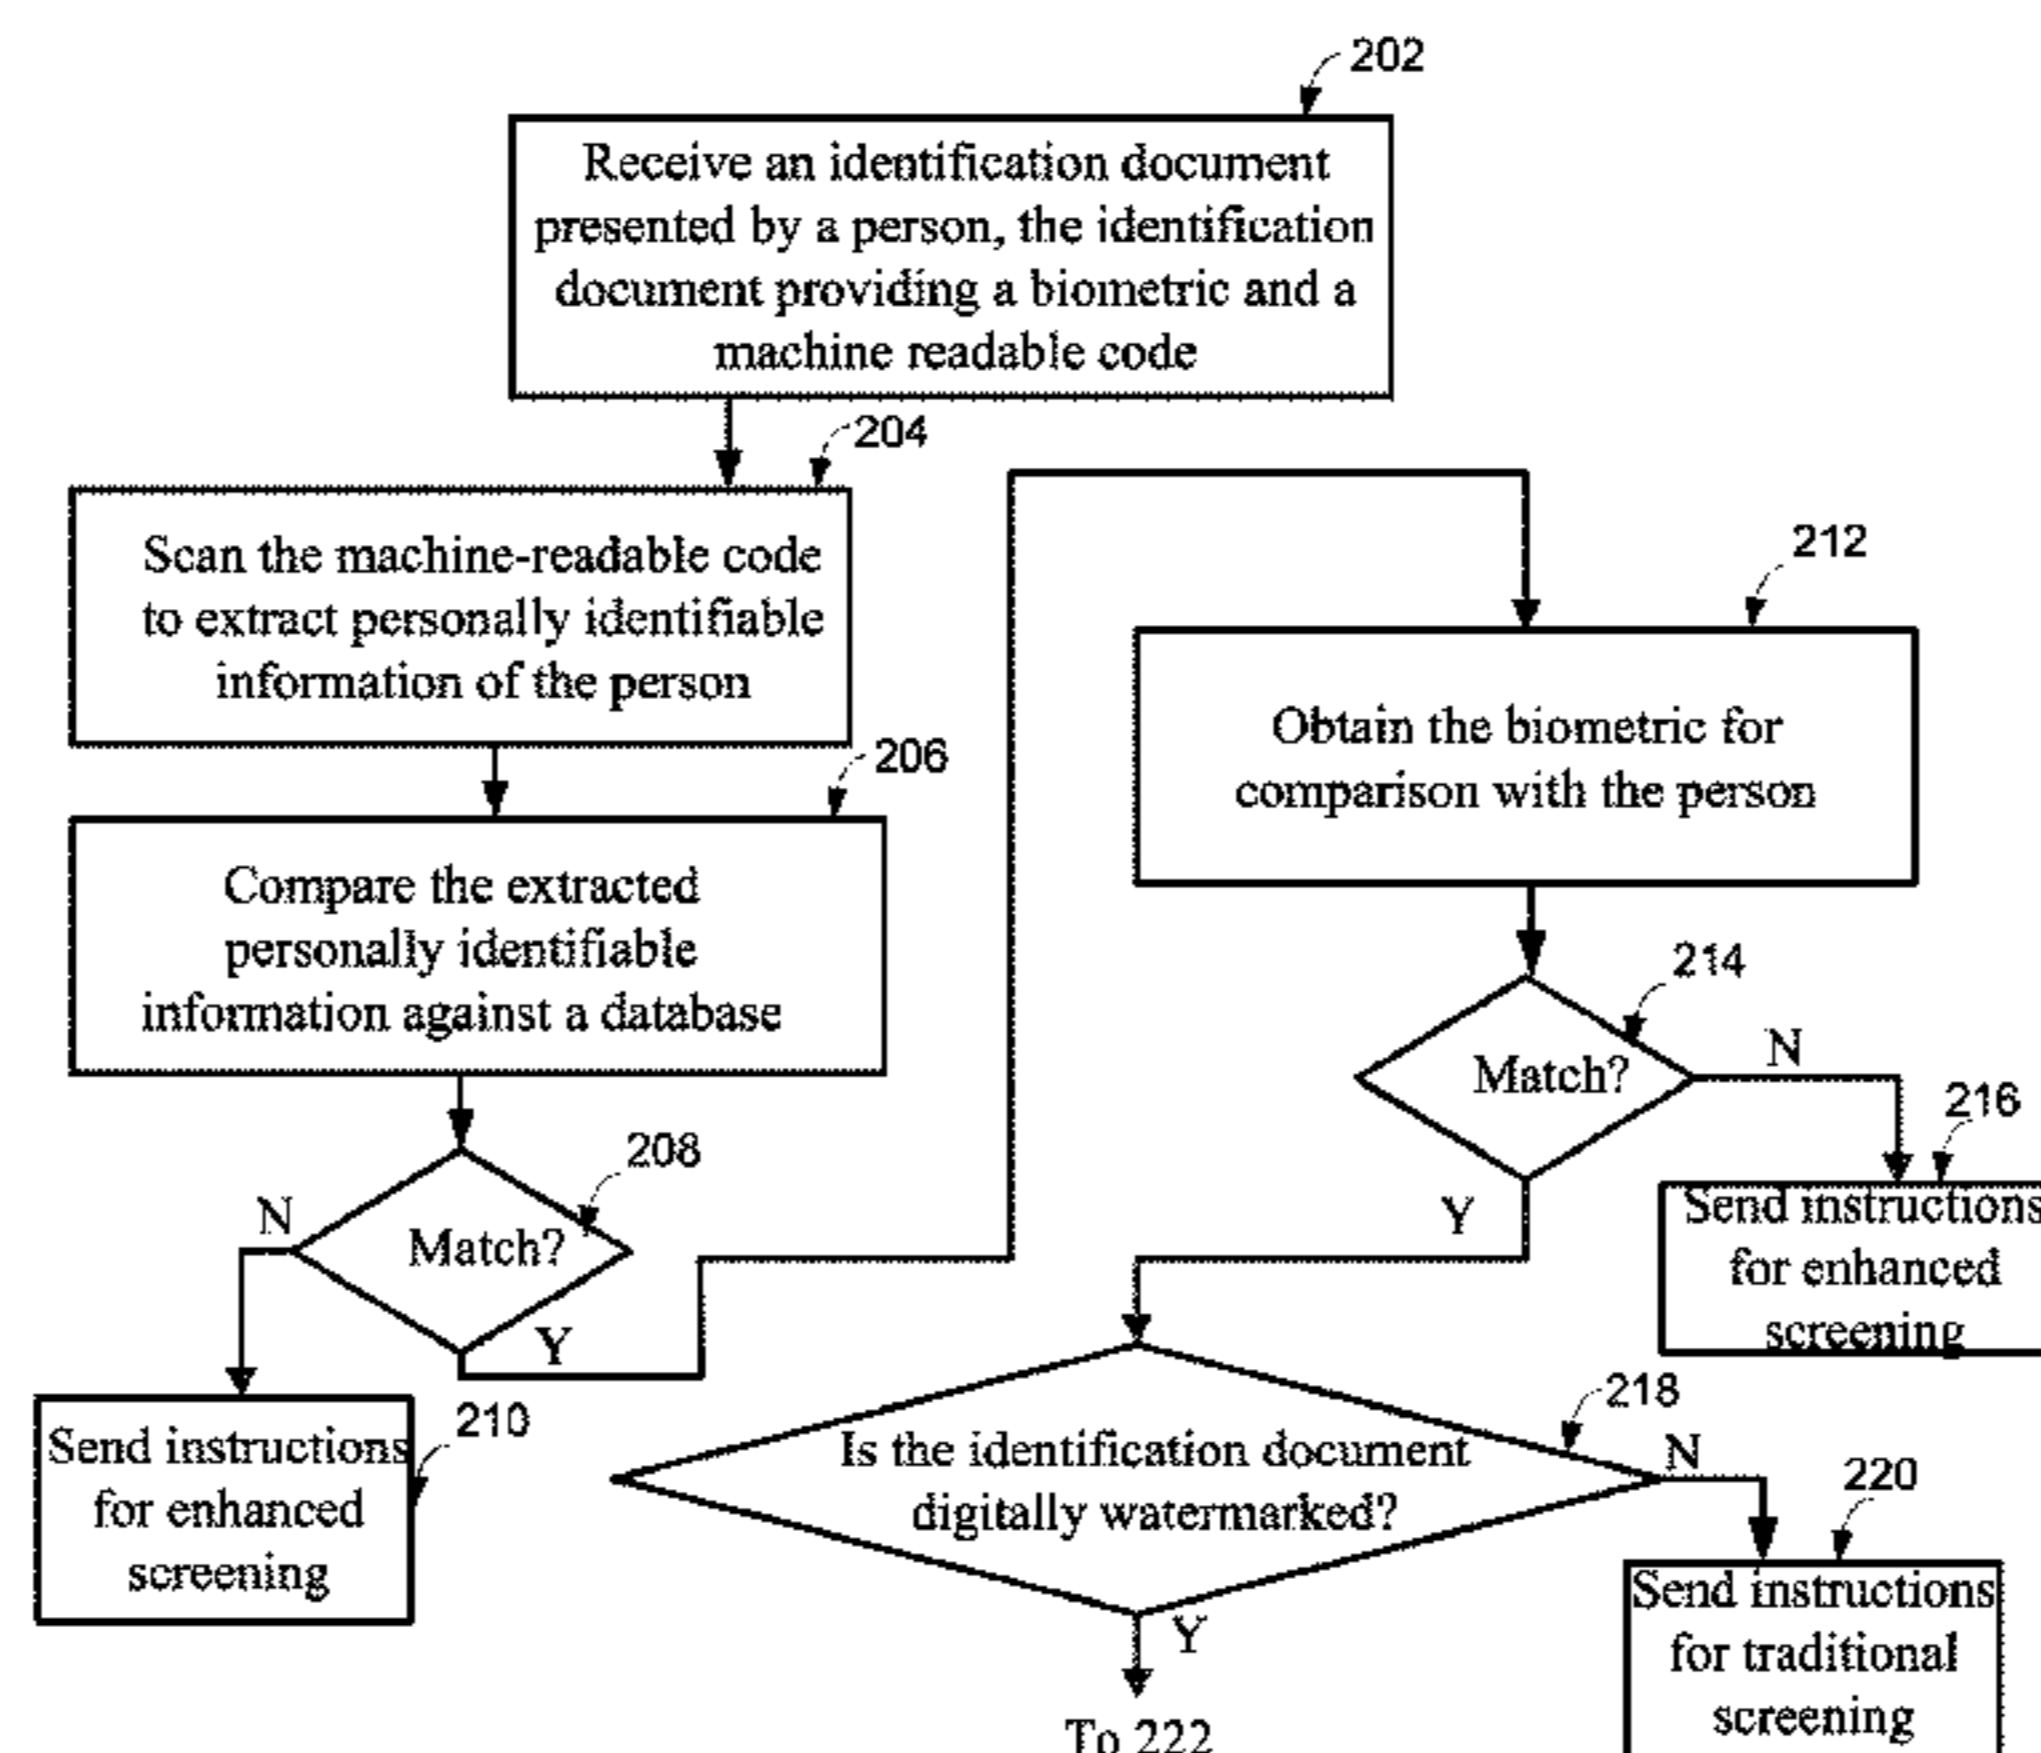 202
Receive an identification document
presented by a person, the identification
document providing a biometric and a
machine readable code
204
Scan the machine-readable code
to extract personally identifiable
information of the person
206
Compare the extracted
personally identifiable
information against a database
208
Match?
N
Y
210
Send instructions
for enhanced
screening
212
Obtain the biometric for
comparison with the person
214
Match?
N
Y
216
Send instructions
for enhanced
screening
218
Is the identification document
digitally watermarked?
N
Y
220
Send instructions
for traditional
screening
To 222